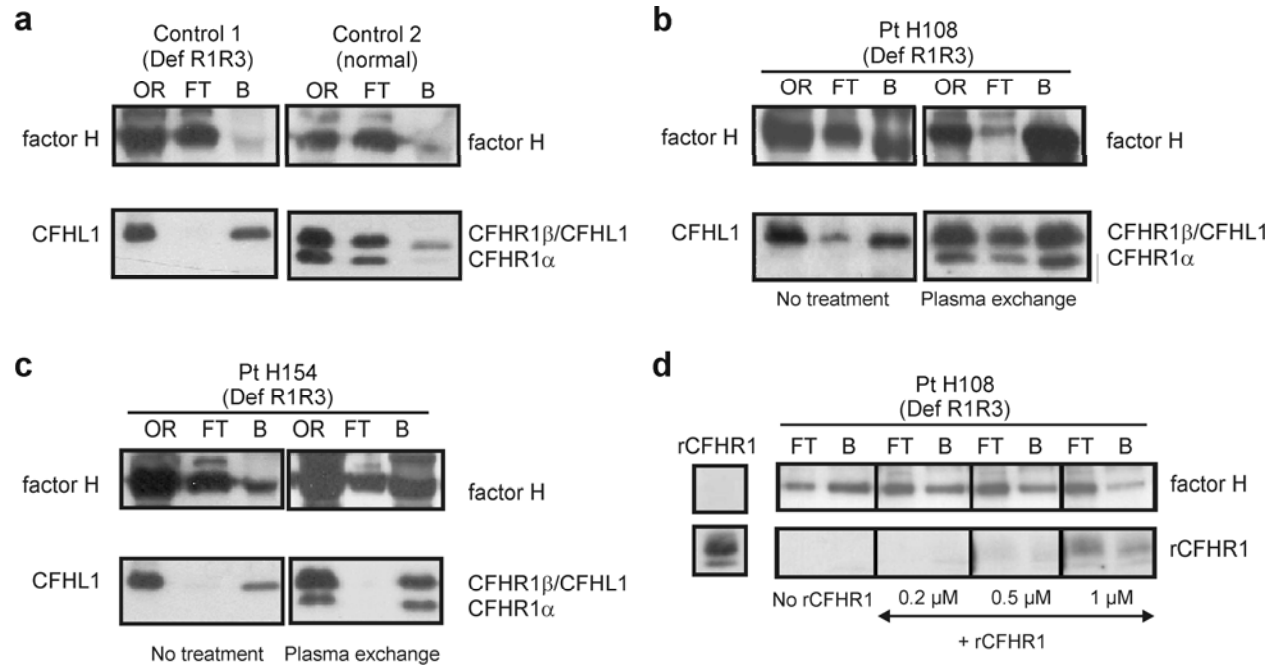 a
Control 1
(Def R1R3)
Control 2
(normal)
OR FT B OR FT B
factor H factor H
CFHL1 CFHR1β/CFHL1
CFHR1α
b
Pt H108
(Def R1R3)
OR FT B OR FT B
factor H factor H
CFHL1 CFHR1β/CFHL1
CFHR1α
No treatment Plasma exchange
c
Pt H154
(Def R1R3)
OR FT B OR FT B
factor H factor H
CFHL1 CFHR1β/CFHL1
CFHR1α
No treatment Plasma exchange
d
Pt H108
(Def R1R3)
rCFHR1 FT B FT B FT B FT B
factor H
rCFHR1
No rCFHR1 0.2 µM 0.5 µM 1 µM
+ rCFHR1